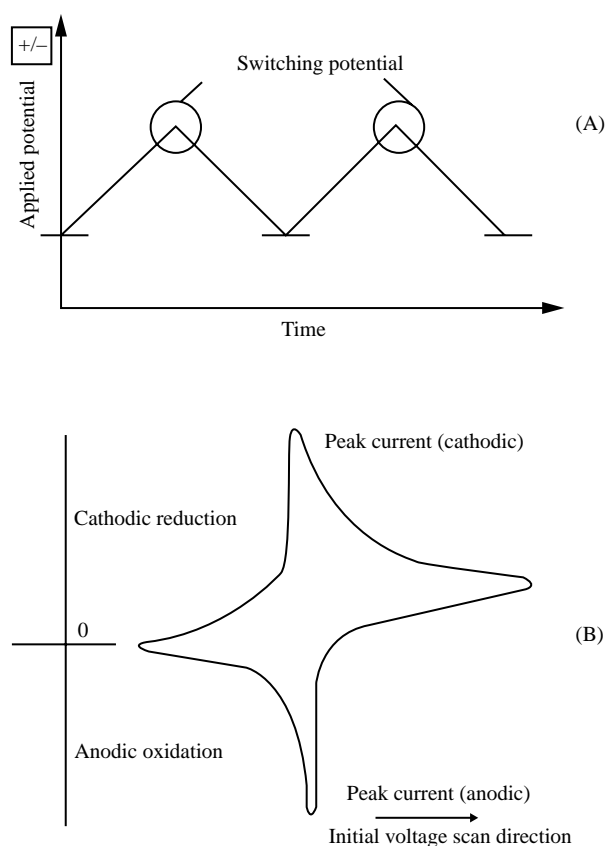 +/–
Switching potential
(A)
Applied potential
Time
Peak current (cathodic)
Cathodic reduction
0
(B)
Anodic oxidation
Peak current (anodic)
Initial voltage scan direction